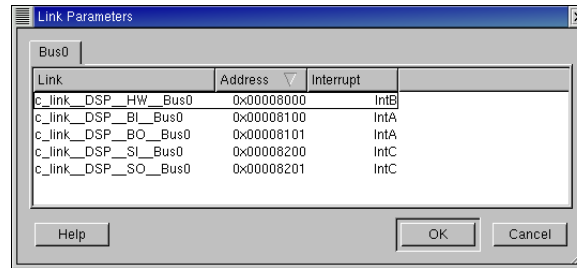 Link Parameters
Bus0
Link Address Interrupt
c_link__DSP__HW__Bus0 0x00008000 IntB
c_link__DSP__BI__Bus0 0x00008100 IntA
c_link__DSP__BO__Bus0 0x00008101 IntA
c_link__DSP__SI__Bus0 0x00008200 IntC
c_link__DSP__SO__Bus0 0x00008201 IntC
Help OK Cancel